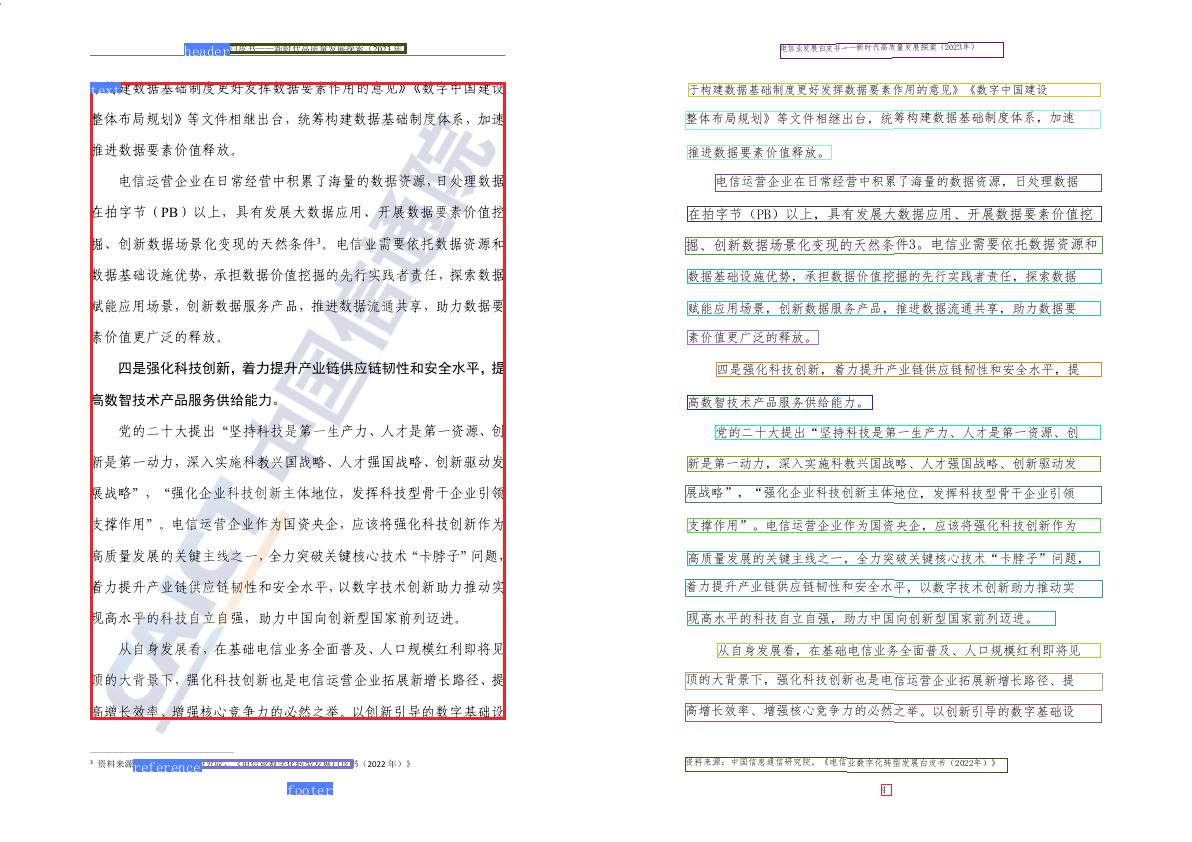 header
白皮书——新时代高质量发展探索（2023 年）
text
构建数据基础制度更好发挥数据要素作用的意见》《数字中国建设
整体布局规划》等文件相继出台，统筹构建数据基础制度体系，加速
推进数据要素价值释放。
电信运营企业在日常经营中积累了海量的数据资源，日处理数据
在拍字节（PB）以上，具有发展大数据应用、开展数据要素价值挖
掘、创新数据场景化变现的天然条件³。电信业需要依托数据资源和
数据基础设施优势，承担数据价值挖掘的先行实践者责任，探索数据
赋能应用场景，创新数据服务产品，推进数据流通共享，助力数据要
素价值更广泛的释放。
四是强化科技创新，着力提升产业链供应链韧性和安全水平，提
高数智技术产品服务供给能力。
党的二十大提出“坚持科技是第一生产力、人才是第一资源、创
新是第一动力，深入实施科教兴国战略、人才强国战略、创新驱动发
展战略”，“强化企业科技创新主体地位，发挥科技型骨干企业引领
支撑作用”。电信运营企业作为国资央企，应该将强化科技创新作为
高质量发展的关键主线之一，全力突破关键核心技术“卡脖子”问题，
着力提升产业链供应链韧性和安全水平，以数字技术创新助力推动实
现高水平的科技自立自强，助力中国向创新型国家前列迈进。
从自身发展看，在基础电信业务全面普及、人口规模红利即将见
顶的大背景下，强化科技创新也是电信运营企业拓展新增长路径、提
高增长效率、增强核心竞争力的必然之举。以创新引导的数字基础设
CAICT 中国信通院
³ 资料来源
reference
研究院，《电信业数字化转型发展白皮书（2022 年）》
footer
电信业发展白皮书——新时代高质量发展探索（2023年）
于构建数据基础制度更好发挥数据要素作用的意见》《数字中国建设
整体布局规划》等文件相继出台，统筹构建数据基础制度体系，加速
推进数据要素价值释放。
电信运营企业在日常经营中积累了海量的数据资源，日处理数据
在拍字节（PB）以上，具有发展大数据应用、开展数据要素价值挖
掘、创新数据场景化变现的天然条件3。电信业需要依托数据资源和
数据基础设施优势，承担数据价值挖掘的先行实践者责任，探索数据
赋能应用场景，创新数据服务产品，推进数据流通共享，助力数据要
素价值更广泛的释放。
四是强化科技创新，着力提升产业链供应链韧性和安全水平，提
高数智技术产品服务供给能力。
党的二十大提出“坚持科技是第一生产力、人才是第一资源、创
新是第一动力，深入实施科教兴国战略、人才强国战略、创新驱动发
展战略”，“强化企业科技创新主体地位，发挥科技型骨干企业引领
支撑作用”。电信运营企业作为国资央企，应该将强化科技创新作为
高质量发展的关键主线之一，全力突破关键核心技术“卡脖子”问题，
着力提升产业链供应链韧性和安全水平，以数字技术创新助力推动实
现高水平的科技自立自强，助力中国向创新型国家前列迈进。
从自身发展看，在基础电信业务全面普及、人口规模红利即将见
顶的大背景下，强化科技创新也是电信运营企业拓展新增长路径、提
高增长效率、增强核心竞争力的必然之举。以创新引导的数字基础设
资料来源：中国信息通信研究院，《电信业数字化转型发展白皮书（2022年）》
4